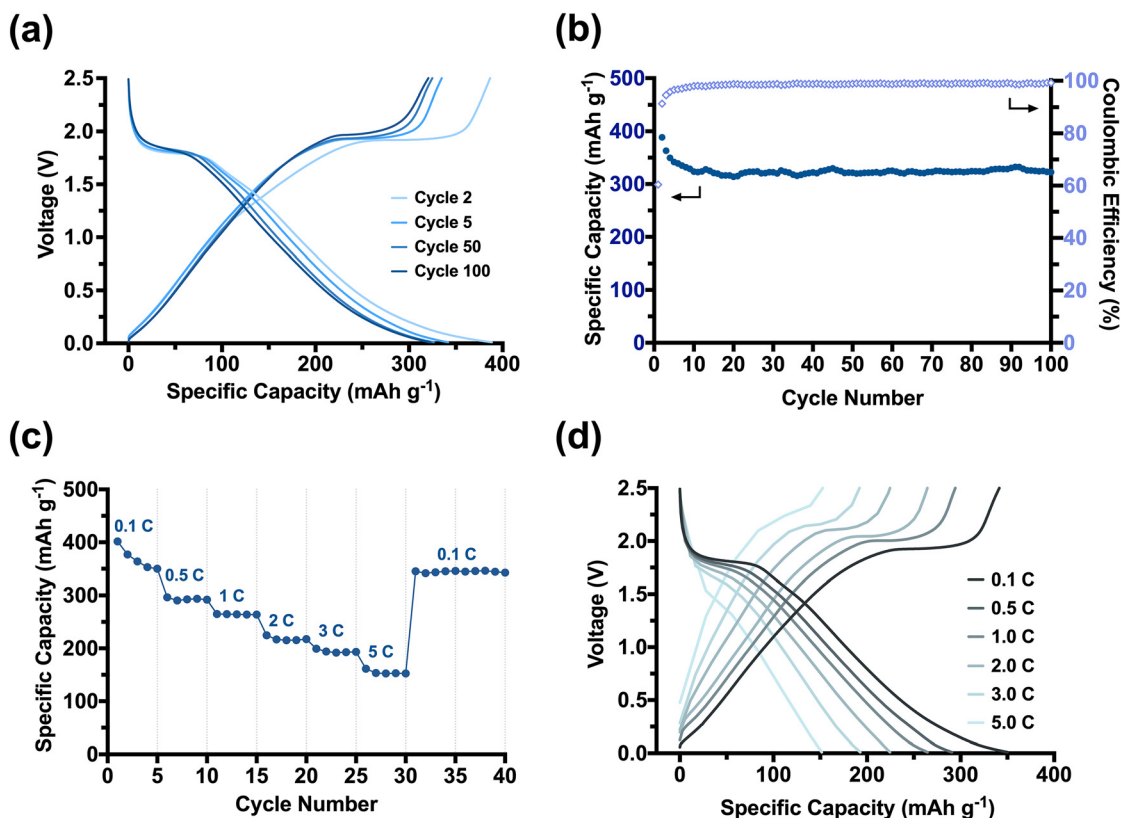 (a)
2.5
2.0
1.5
1.0
0.5
0.0
Voltage (V)
Cycle 2
Cycle 5
Cycle 50
Cycle 100
0 100 200 300 400
Specific Capacity (mAh g⁻¹)
(b)
500
400
300
200
100
0
Specific Capacity (mAh g⁻¹)
100
80
60
40
20
0
Coulombic Efficiency (%)
0 10 20 30 40 50 60 70 80 90 100
Cycle Number
(c)
500
400
300
200
100
0
Specific Capacity (mAh g⁻¹)
0.1 C
0.5 C
1 C
2 C
3 C
5 C
0.1 C
0 5 10 15 20 25 30 35 40
Cycle Number
(d)
2.5
2.0
1.5
1.0
0.5
0.0
Voltage (V)
0.1 C
0.5 C
1.0 C
2.0 C
3.0 C
5.0 C
0 100 200 300 400
Specific Capacity (mAh g⁻¹)